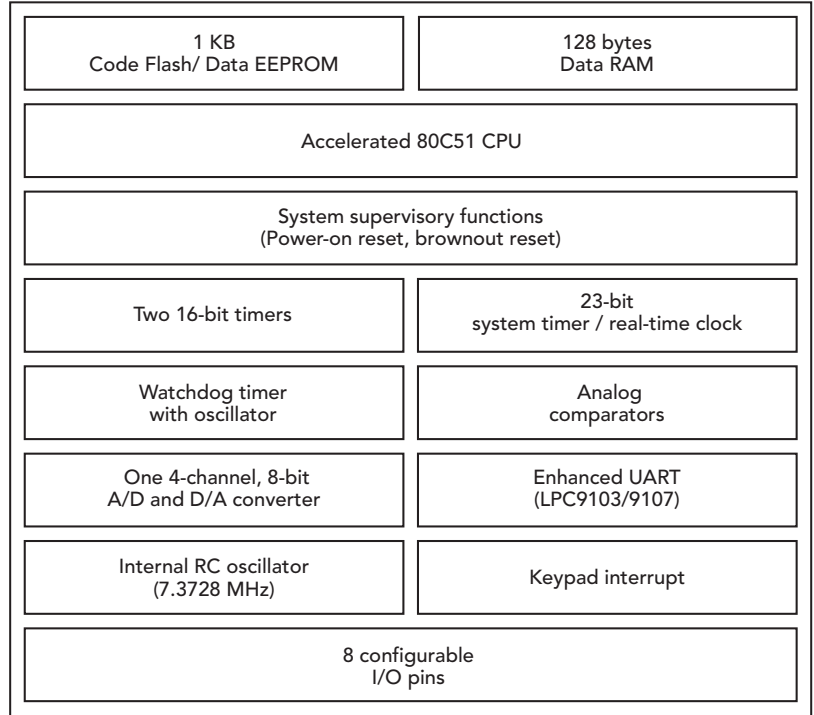 1 KB
Code Flash/ Data EEPROM
128 bytes
Data RAM
Accelerated 80C51 CPU
System supervisory functions
(Power-on reset, brownout reset)
Two 16-bit timers
23-bit
system timer / real-time clock
Watchdog timer
with oscillator
Analog
comparators
One 4-channel, 8-bit
A/D and D/A converter
Enhanced UART
(LPC9103/9107)
Internal RC oscillator
(7.3728 MHz)
Keypad interrupt
8 configurable
I/O pins